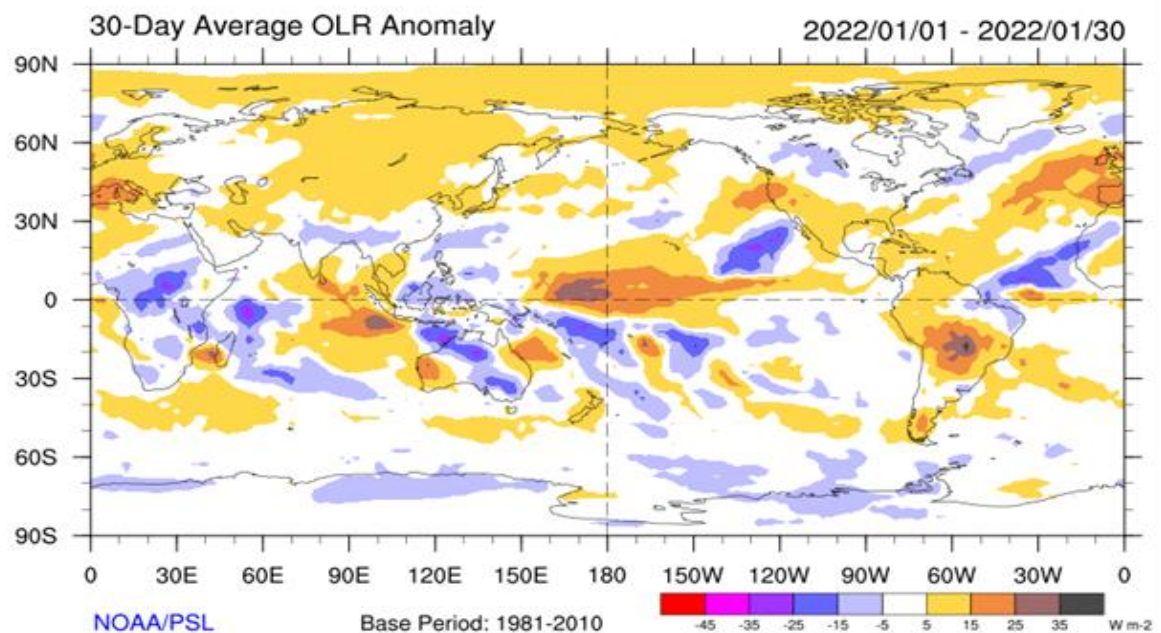 30-Day Average OLR Anomaly 2022/01/01 - 2022/01/30
90N
60N
30N
0
30S
60S
90S
0 30E 60E 90E 120E 150E 180 150W 120W 90W 60W 30W 0
-45 -35 -25 -15 -5 5 15 25 35 W m-2
NOAA/PSL Base Period: 1981-2010